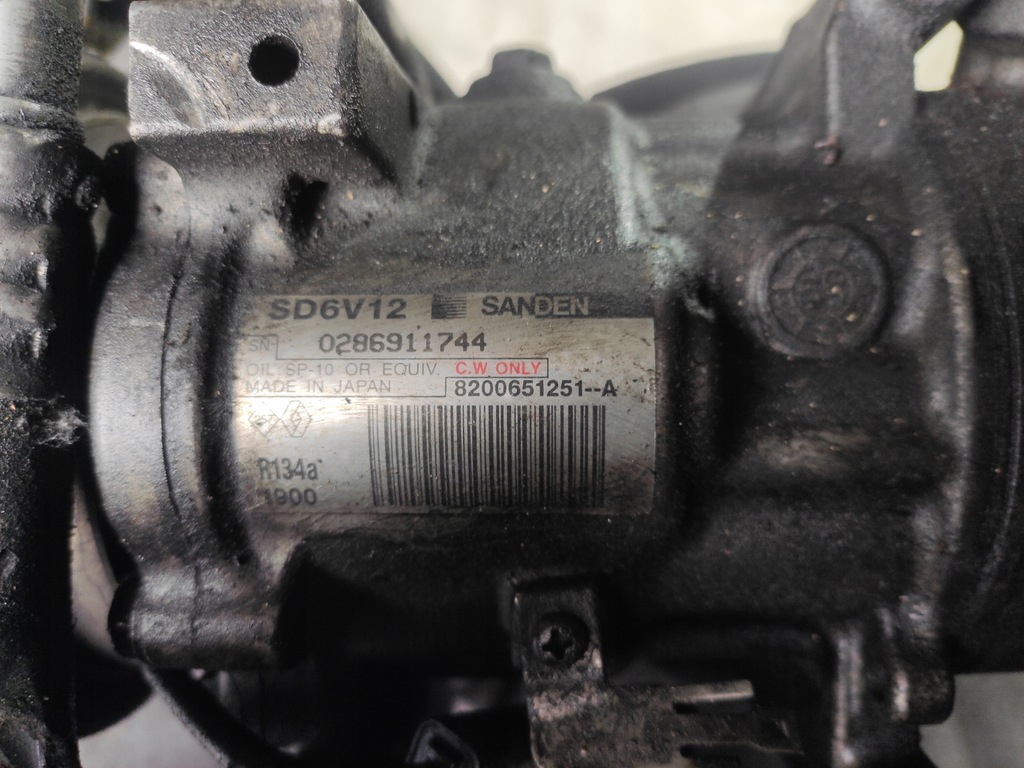 SD6V12 SANDEN
SN 0286911744
OIL SP-10 OR EQUIV. C.W ONLY
MADE IN JAPAN 8200651251--A
R134a
1900